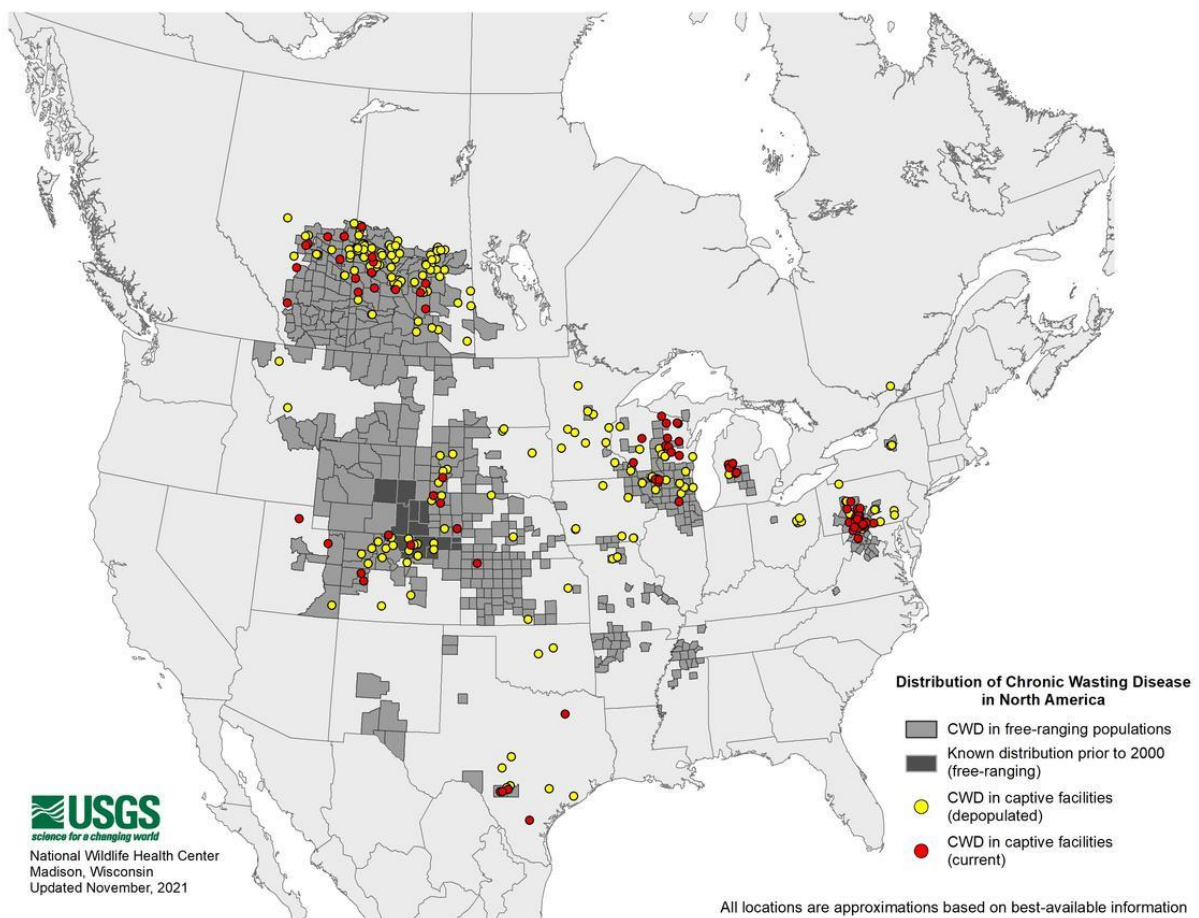 Distribution of Chronic Wasting Disease
in North America
CWD in free-ranging populations
Known distribution prior to 2000
(free-ranging)
CWD in captive facilities
(depopulated)
CWD in captive facilities
(current)
USGS
science for a changing world
National Wildlife Health Center
Madison, Wisconsin
Updated November, 2021
All locations are approximations based on best-available information